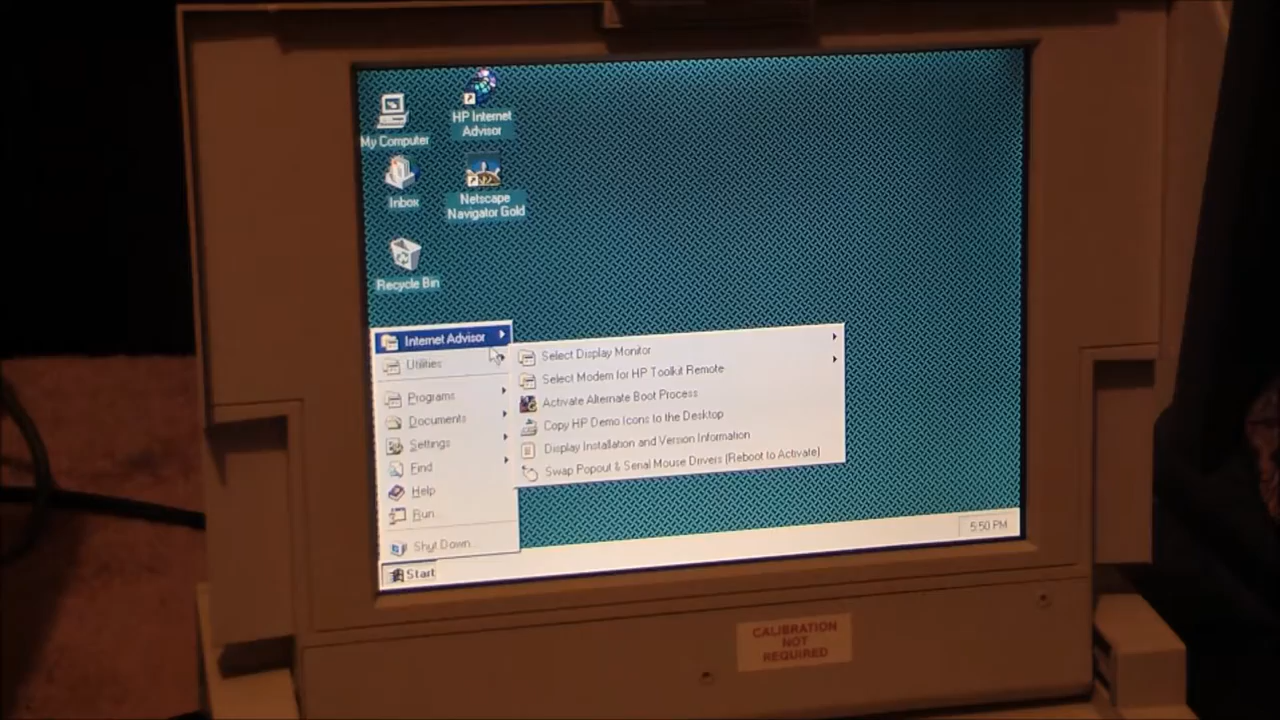 My Computer
HP Internet
Advisor
Inbox
Netscape
Navigator Gold
Recycle Bin
Internet Advisor
Utilities
Programs
Documents
Settings
Find
Help
Run...
Shut Down...
Select Display Monitor
Select Modem for HP Toolkit Remote
Activate Alternate Boot Process
Copy HP Demo Icons to the Desktop
Display Installation and Version Information
Swap Popout & Serial Mouse Drivers (Reboot to Activate)
Start
5:50 PM
CALIBRATION
NOT
REQUIRED